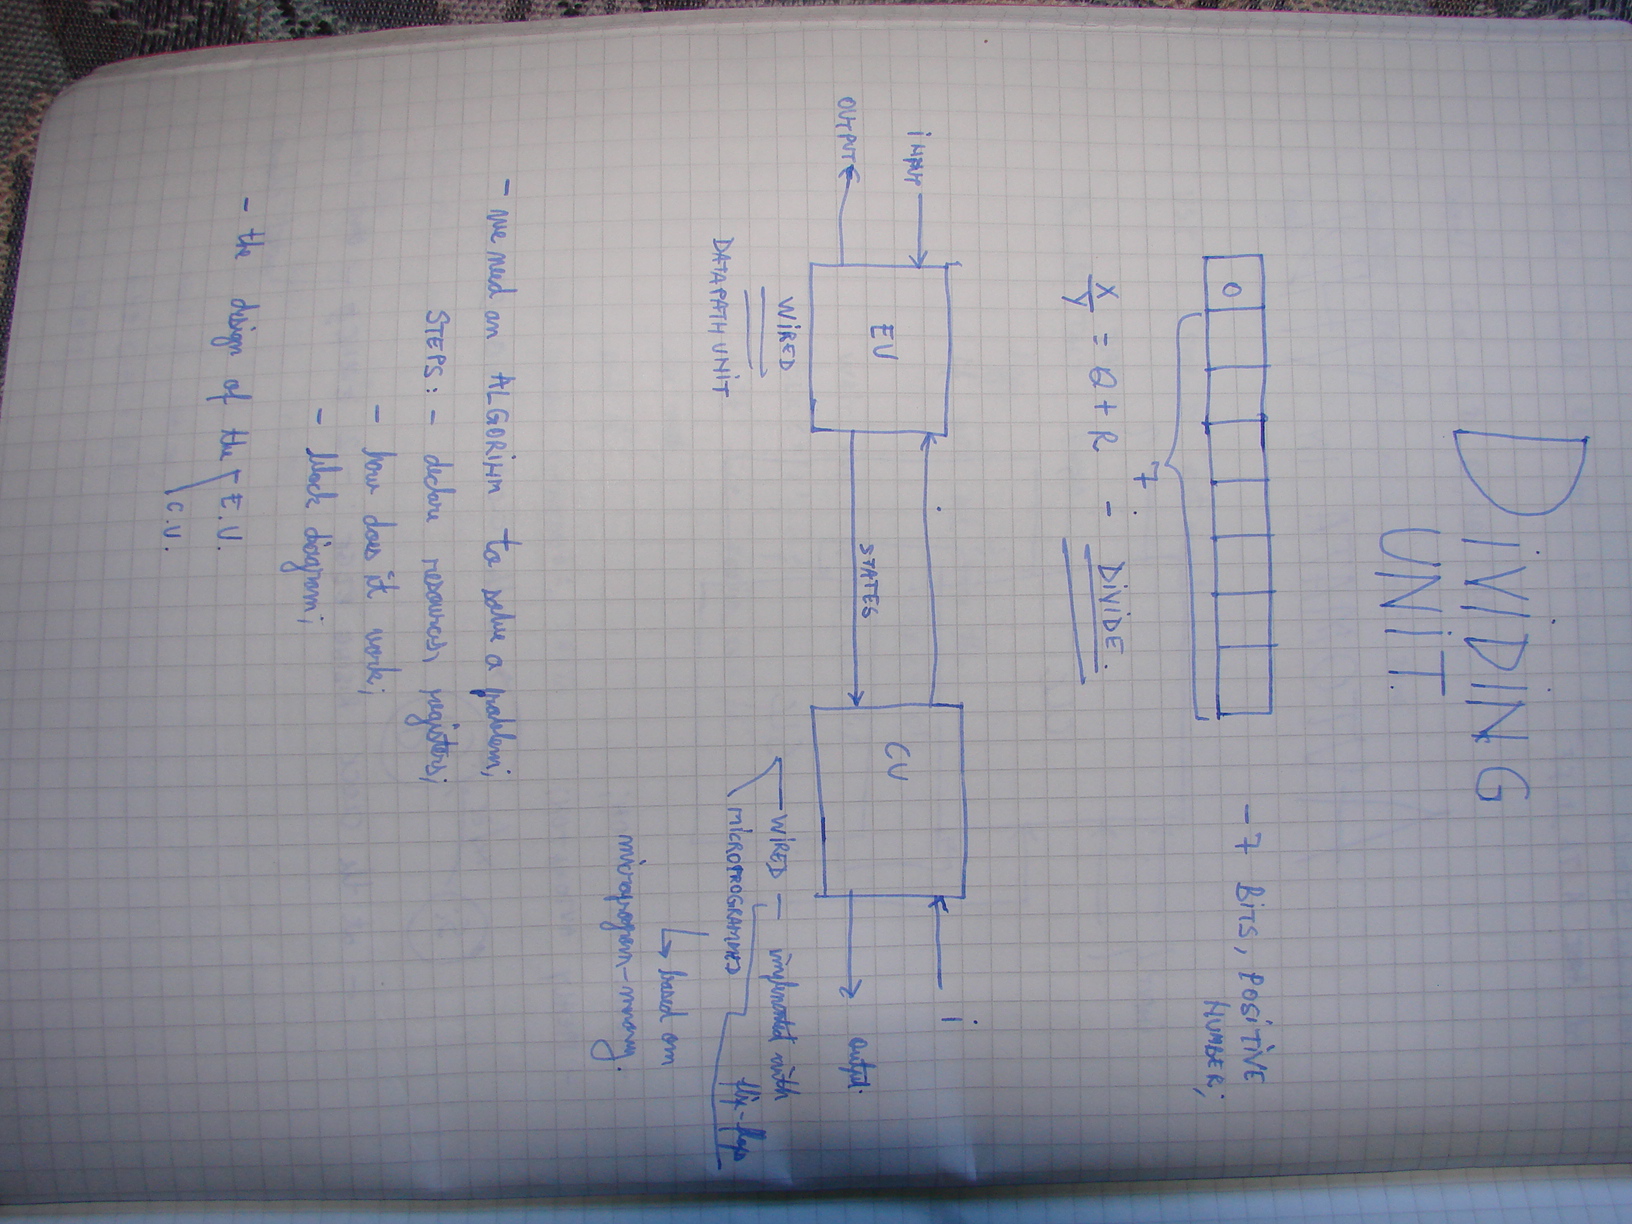 DIVIDING
UNIT.
0
7
- 7 BITS, POSITIVE
NUMBER;
X/Y = Q + R - DIVIDE.
INPUT
OUTPUT
EU
STATES
CU
i
output.
WIRED
DATAPATH UNIT
WIRED - implemented with
flip-flops
MICROPROGRAMMED
based on
microprogram-memory.
- we need an ALGORIHM to solve a problem;
STEPS: - declare resources, registers;
- how does it work;
- block diagram;
- the design of the E.U.
C.U.